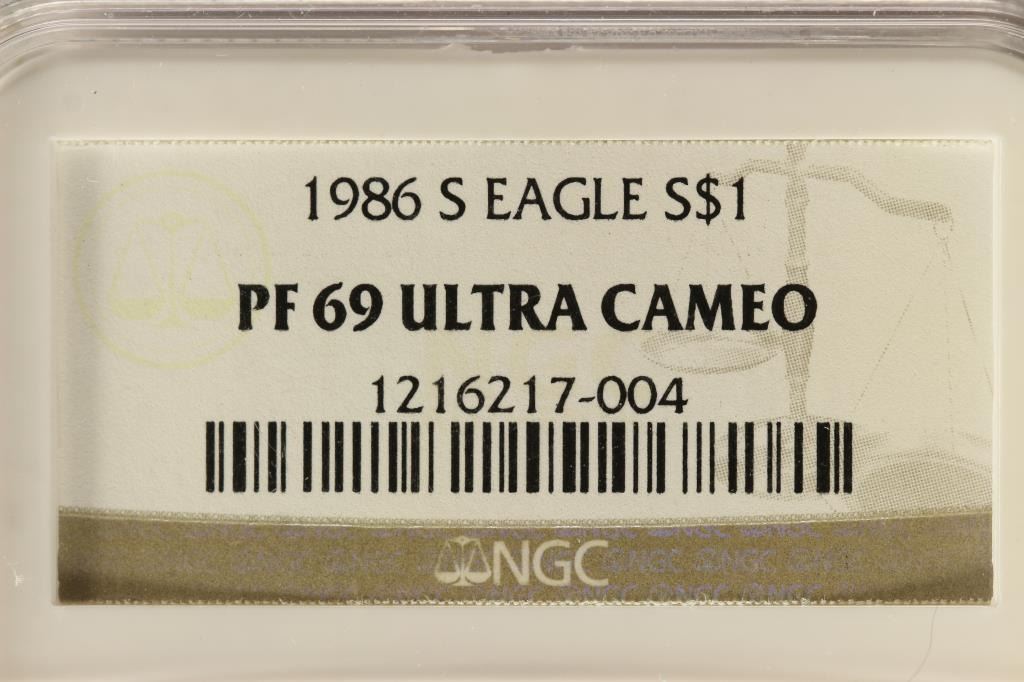 1986 S EAGLE S$1
PF 69 ULTRA CAMEO
1216217-004
NGC